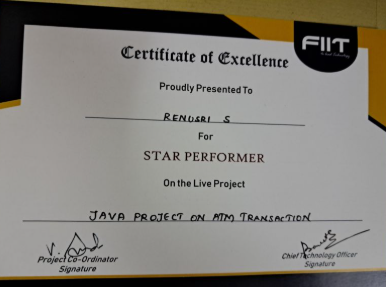 FIIT
Certificate of Excellence
Proudly Presented To
RENUSRI S
For
STAR PERFORMER
On the Live Project
JAVA PROJECT ON ATM TRANSACTION
Project Co-Ordinator
Signature
Chief Technology Officer
Signature